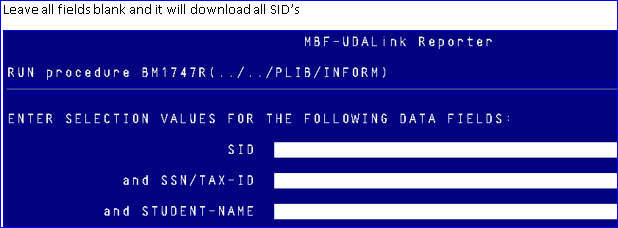 Leave all fields blank and it will download all SID's
MBF-UDALink Reporter
RUN procedure BM1747R(../../PLIB/INFORM)
ENTER SELECTION VALUES FOR THE FOLLOWING DATA FIELDS:
SID
and SSN/TAX-ID
and STUDENT-NAME